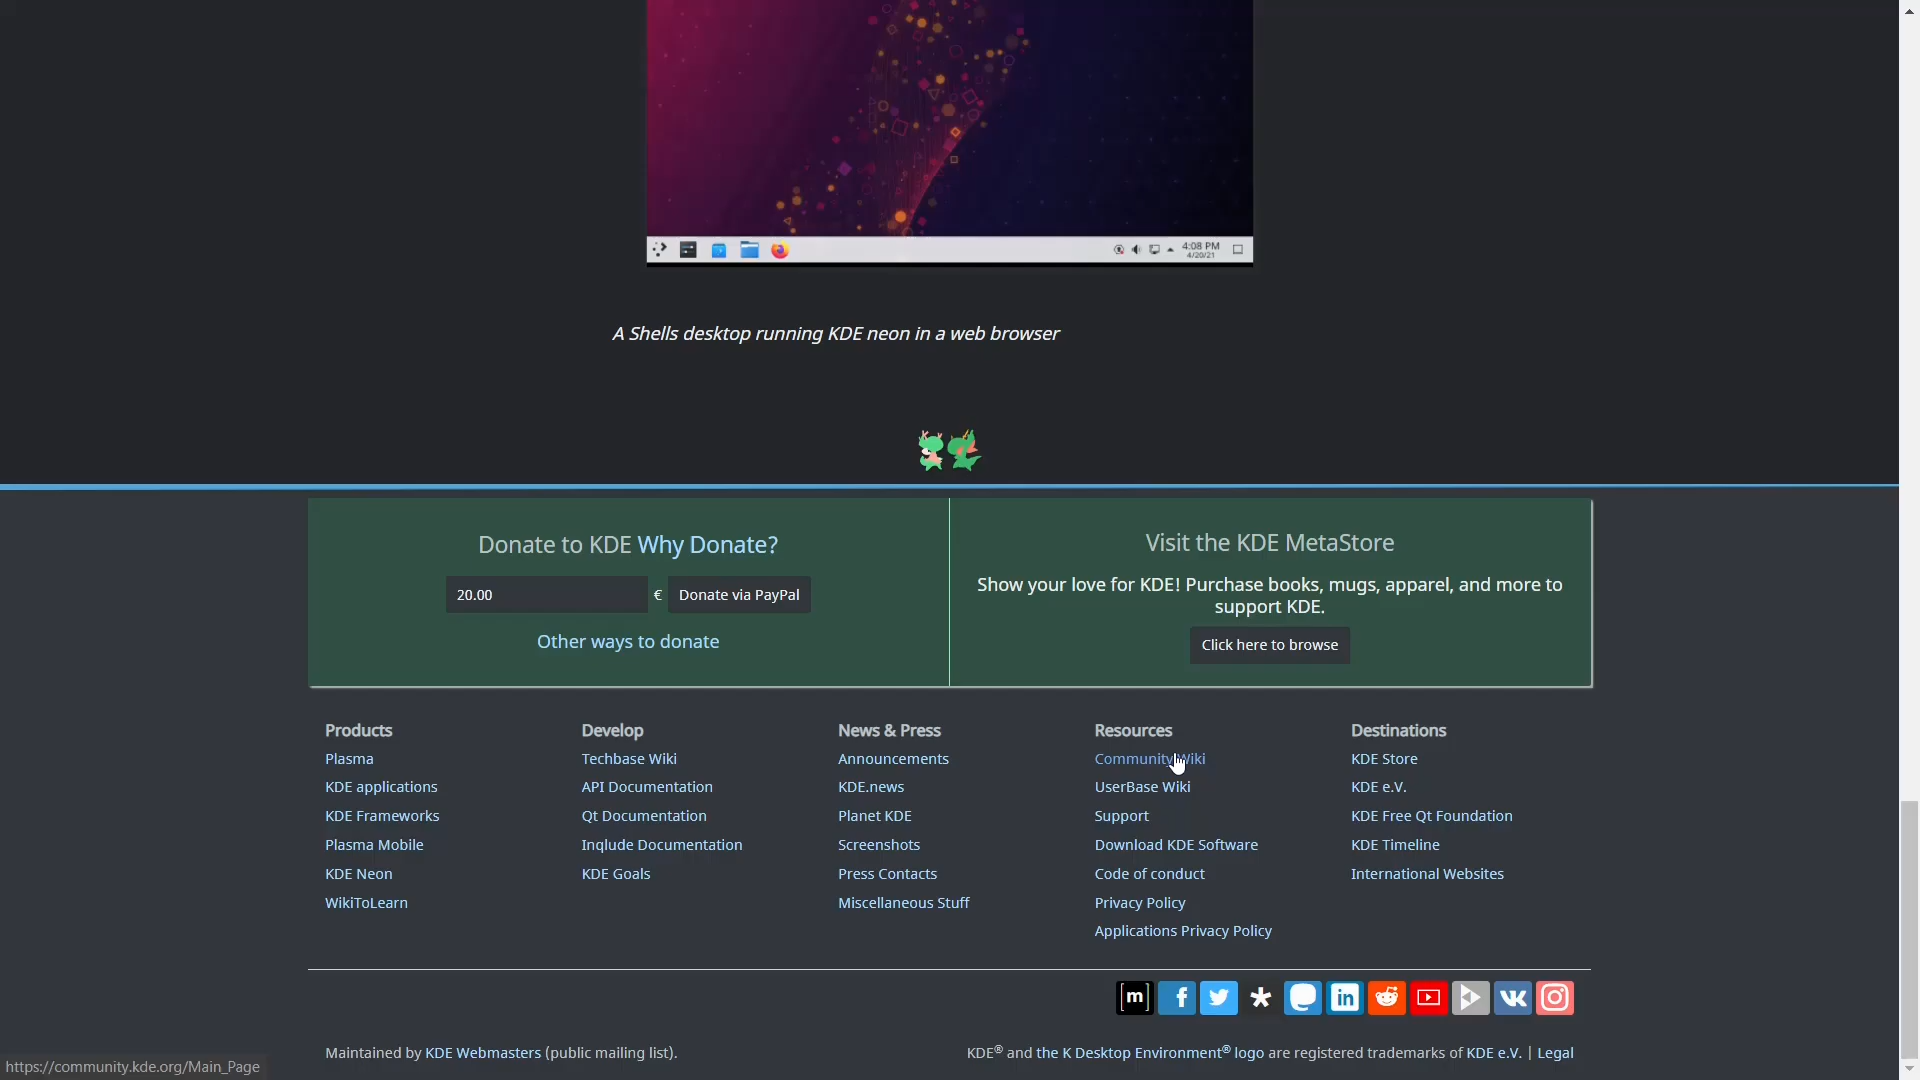 4:08 PM
4/20/21
A Shells desktop running KDE neon in a web browser
Donate to KDE Why Donate?
20.00 € Donate via PayPal
Other ways to donate
Visit the KDE MetaStore
Show your love for KDE! Purchase books, mugs, apparel, and more to
support KDE.
Click here to browse
Products
Plasma
KDE applications
KDE Frameworks
Plasma Mobile
KDE Neon
WikiToLearn
Develop
Techbase Wiki
API Documentation
Qt Documentation
Inqlude Documentation
KDE Goals
News & Press
Announcements
KDE.news
Planet KDE
Screenshots
Press Contacts
Miscellaneous Stuff
Resources
Community Wiki
UserBase Wiki
Support
Download KDE Software
Code of conduct
Privacy Policy
Applications Privacy Policy
Destinations
KDE Store
KDE e.V.
KDE Free Qt Foundation
KDE Timeline
International Websites
[m] f in VK
Maintained by KDE Webmasters (public mailing list).
KDE® and the K Desktop Environment® logo are registered trademarks of KDE e.V. | Legal
https://community.kde.org/Main_Page